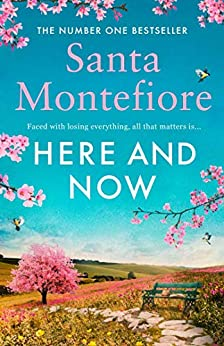 THE NUMBER ONE BESTSELLER
Santa
Montefiore
Faced with losing everything, all that matters is...
HERE AND
NOW